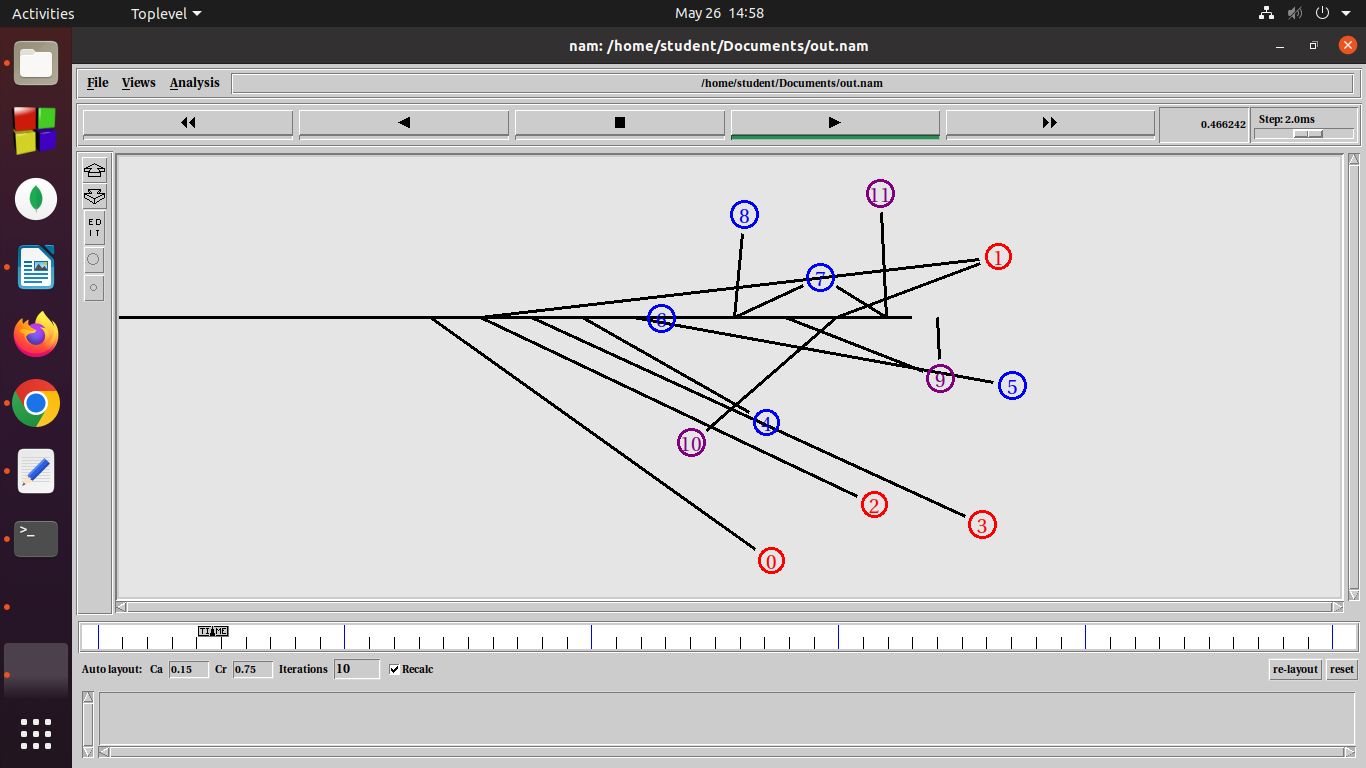 Activities Toplevel May 26 14:58
nam: /home/student/Documents/out.nam
File Views Analysis /home/student/Documents/out.nam
0.466242 Step: 2.0ms
ED
IT
11
8
1
7
6
9
5
4
10
2
3
0
TIME
Auto layout: Ca 0.15 Cr 0.75 Iterations 10 Recalc re-layout reset
>_